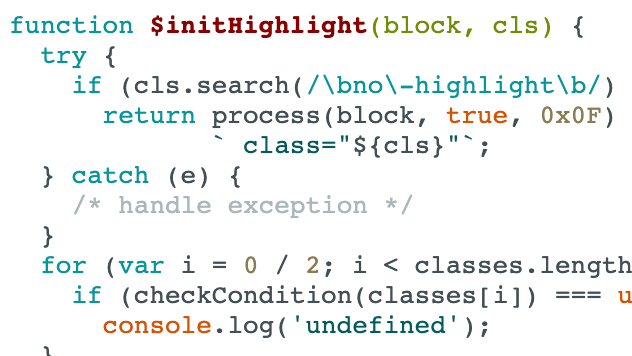 function $initHighlight(block, cls) {
  try {
    if (cls.search(/\bno\-highlight\b/)
      return process(block, true, 0x0F)
             ` class="${cls}"`;
  } catch (e) {
    /* handle exception */
  }
  for (var i = 0 / 2; i < classes.length
    if (checkCondition(classes[i]) === u
      console.log('undefined');
  }